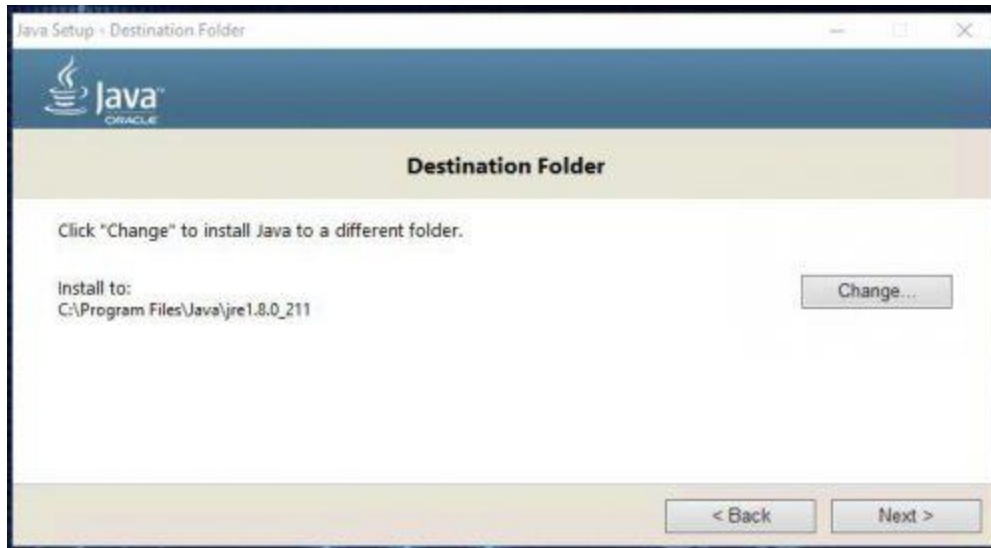 Java Setup - Destination Folder
Java
ORACLE
Destination Folder
Click "Change" to install Java to a different folder.
Install to:
Change...
C:\Program Files\Java\jre1.8.0_211
< Back
Next >